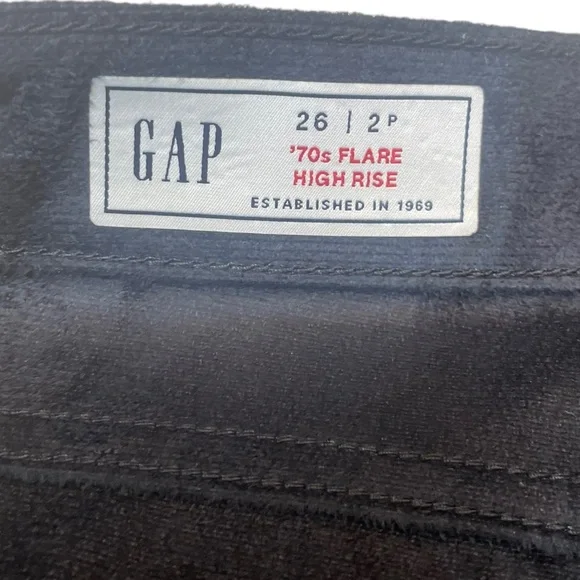 GAP
26 | 2P
'70s FLARE
HIGH RISE
ESTABLISHED IN 1969